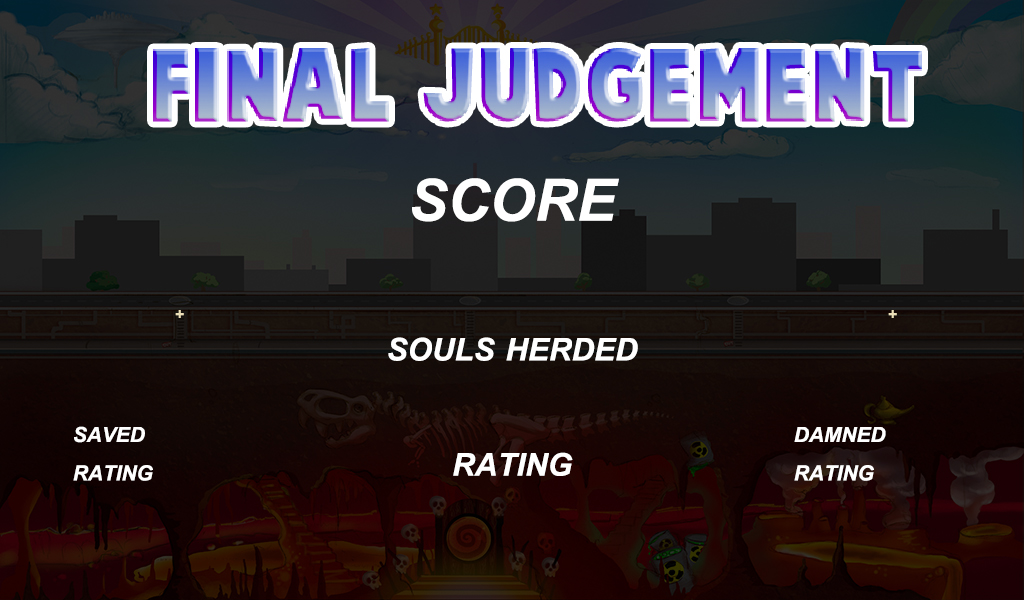 FINAL JUDGEMENT
SCORE
SOULS HERDED
SAVED
RATING
RATING
DAMNED
RATING